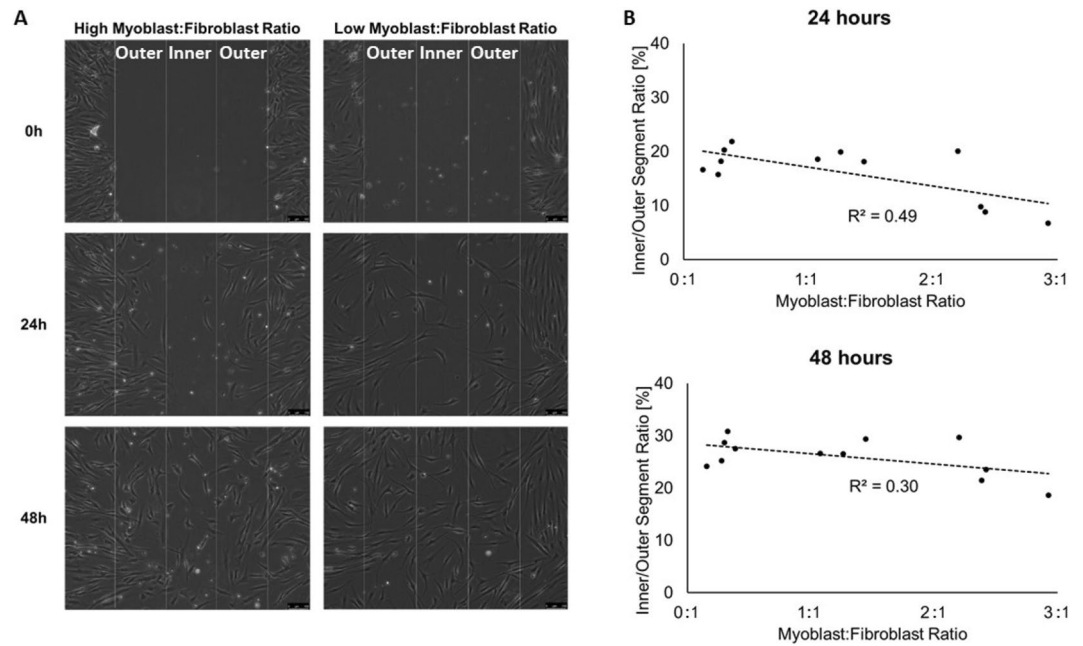 A
High Myoblast:Fibroblast Ratio
Low Myoblast:Fibroblast Ratio
Outer Inner Outer
Outer Inner Outer
0h
24h
48h
B
24 hours
Inner/Outer Segment Ratio [%]
40
30
20
10
0
R² = 0.49
0:1 1:1 2:1 3:1
Myoblast:Fibroblast Ratio
48 hours
Inner/Outer Segment Ratio [%]
40
30
20
10
0
R² = 0.30
0:1 1:1 2:1 3:1
Myoblast:Fibroblast Ratio